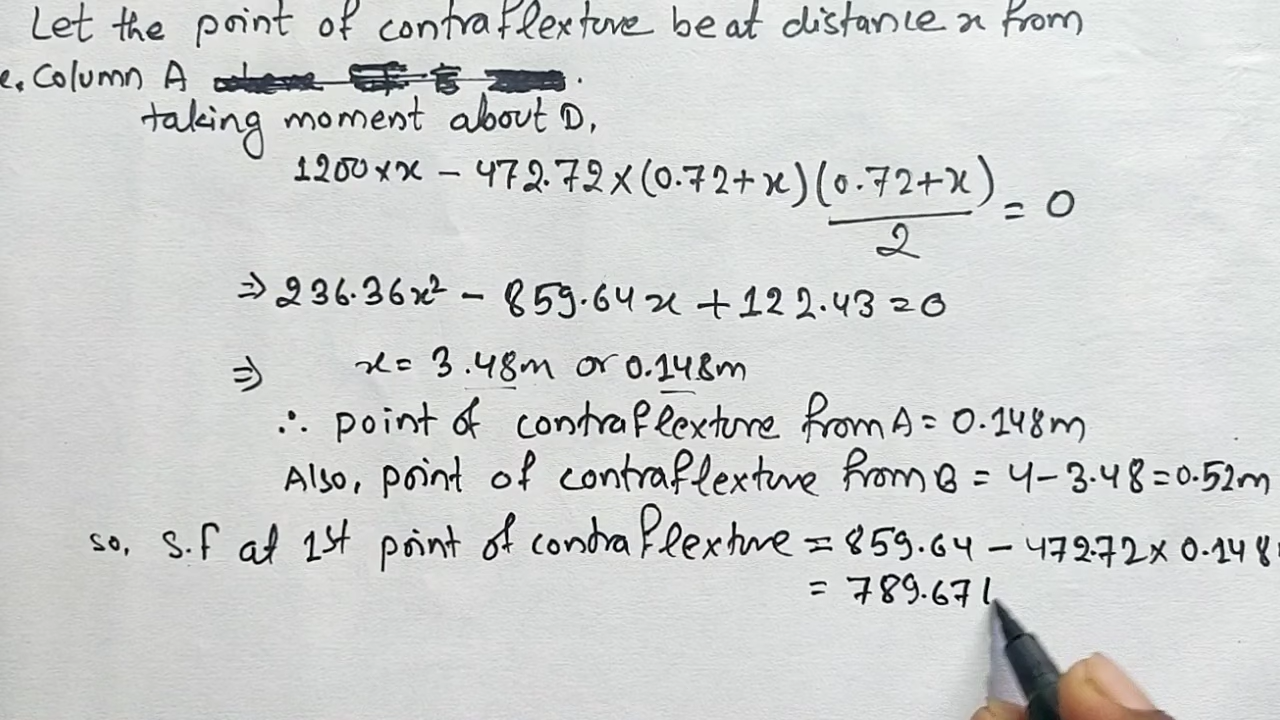 Let the point of contraflexture be at distance x from
e. Column A
taking moment about D,
1200 × x − 472.72 × (0.72+x) (0.72+x)/2 = 0
⇒ 236.36x² − 859.64x + 122.43 = 0
⇒ x = 3.48m or 0.148m
∴ point of contraflexture from A = 0.148m
Also, point of contraflexture from B = 4 − 3.48 = 0.52m
so, S.F at 1st point of contraflexture = 859.64 − 472.72 × 0.148
= 789.67